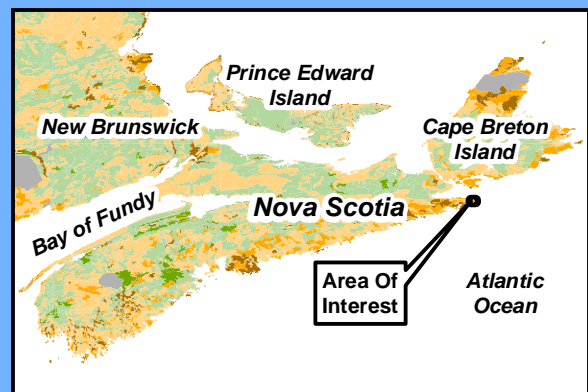 Prince Edward
Island
New Brunswick
Cape Breton
Island
Bay of Fundy
Nova Scotia
Area Of
Interest
Atlantic
Ocean